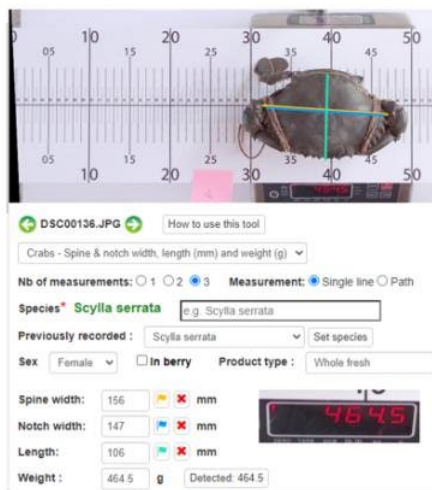 0 10 20 30 40 50
05 15 25 35 45
05 15 25 35 45
10 20 30 40 50
464.5
DSC00136.JPG How to use this tool
Crabs - Spine & notch width, length (mm) and weight (g)
Nb of measurements: 1 2 3 Measurement: Single line Path
Species* Scylla serrata e.g. Scylla serrata
Previously recorded : Scylla serrata Set species
Sex Female In berry Product type : Whole fresh
Spine width: 156 mm
Notch width: 147 mm
464.5
Length: 106 mm
Weight : 464.5 g Detected: 464.5